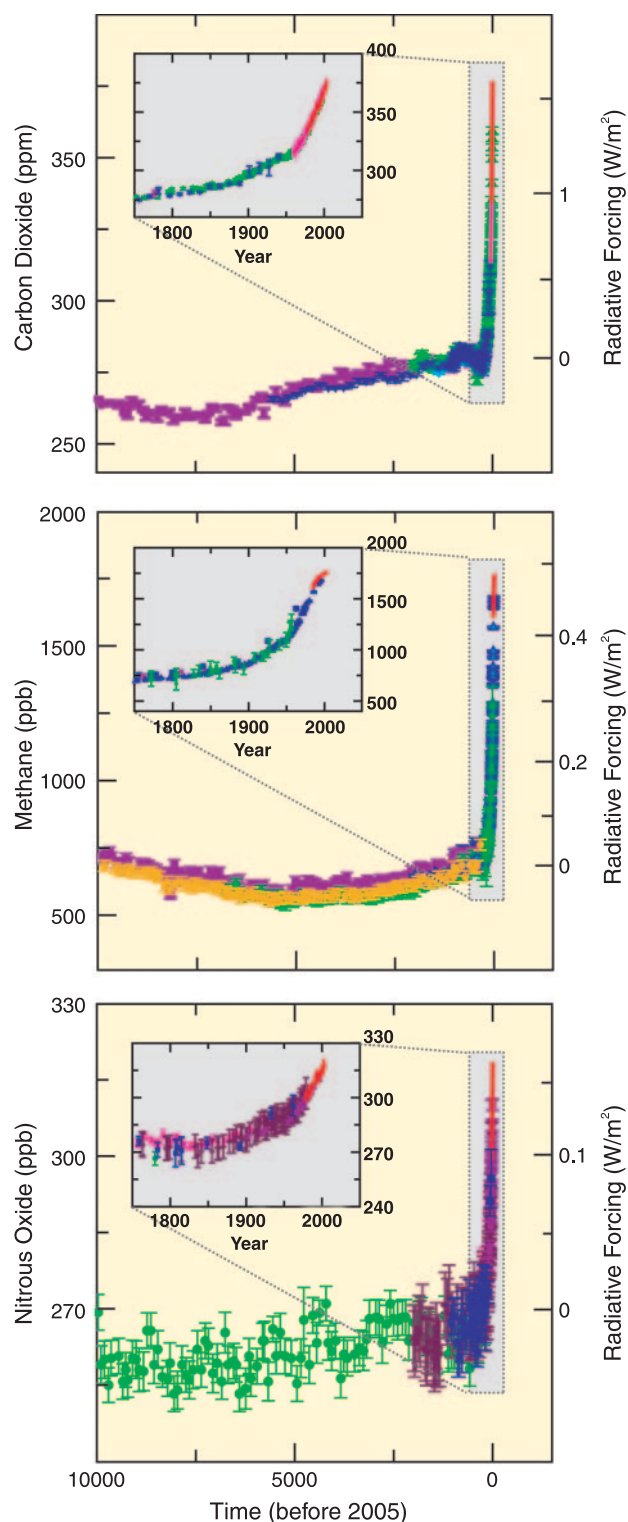 400
350
300
1800 1900 2000
Year
Carbon Dioxide (ppm)
350
300
250
Radiative Forcing (W/m²)
1
0
2000
1500
1000
500
Methane (ppb)
2000
1500
1000
500
1800 1900 2000
Year
Radiative Forcing (W/m²)
0.4
0.2
0
330
300
270
Nitrous Oxide (ppb)
330
300
270
240
1800 1900 2000
Year
Radiative Forcing (W/m²)
0.1
0
10000 5000 0
Time (before 2005)